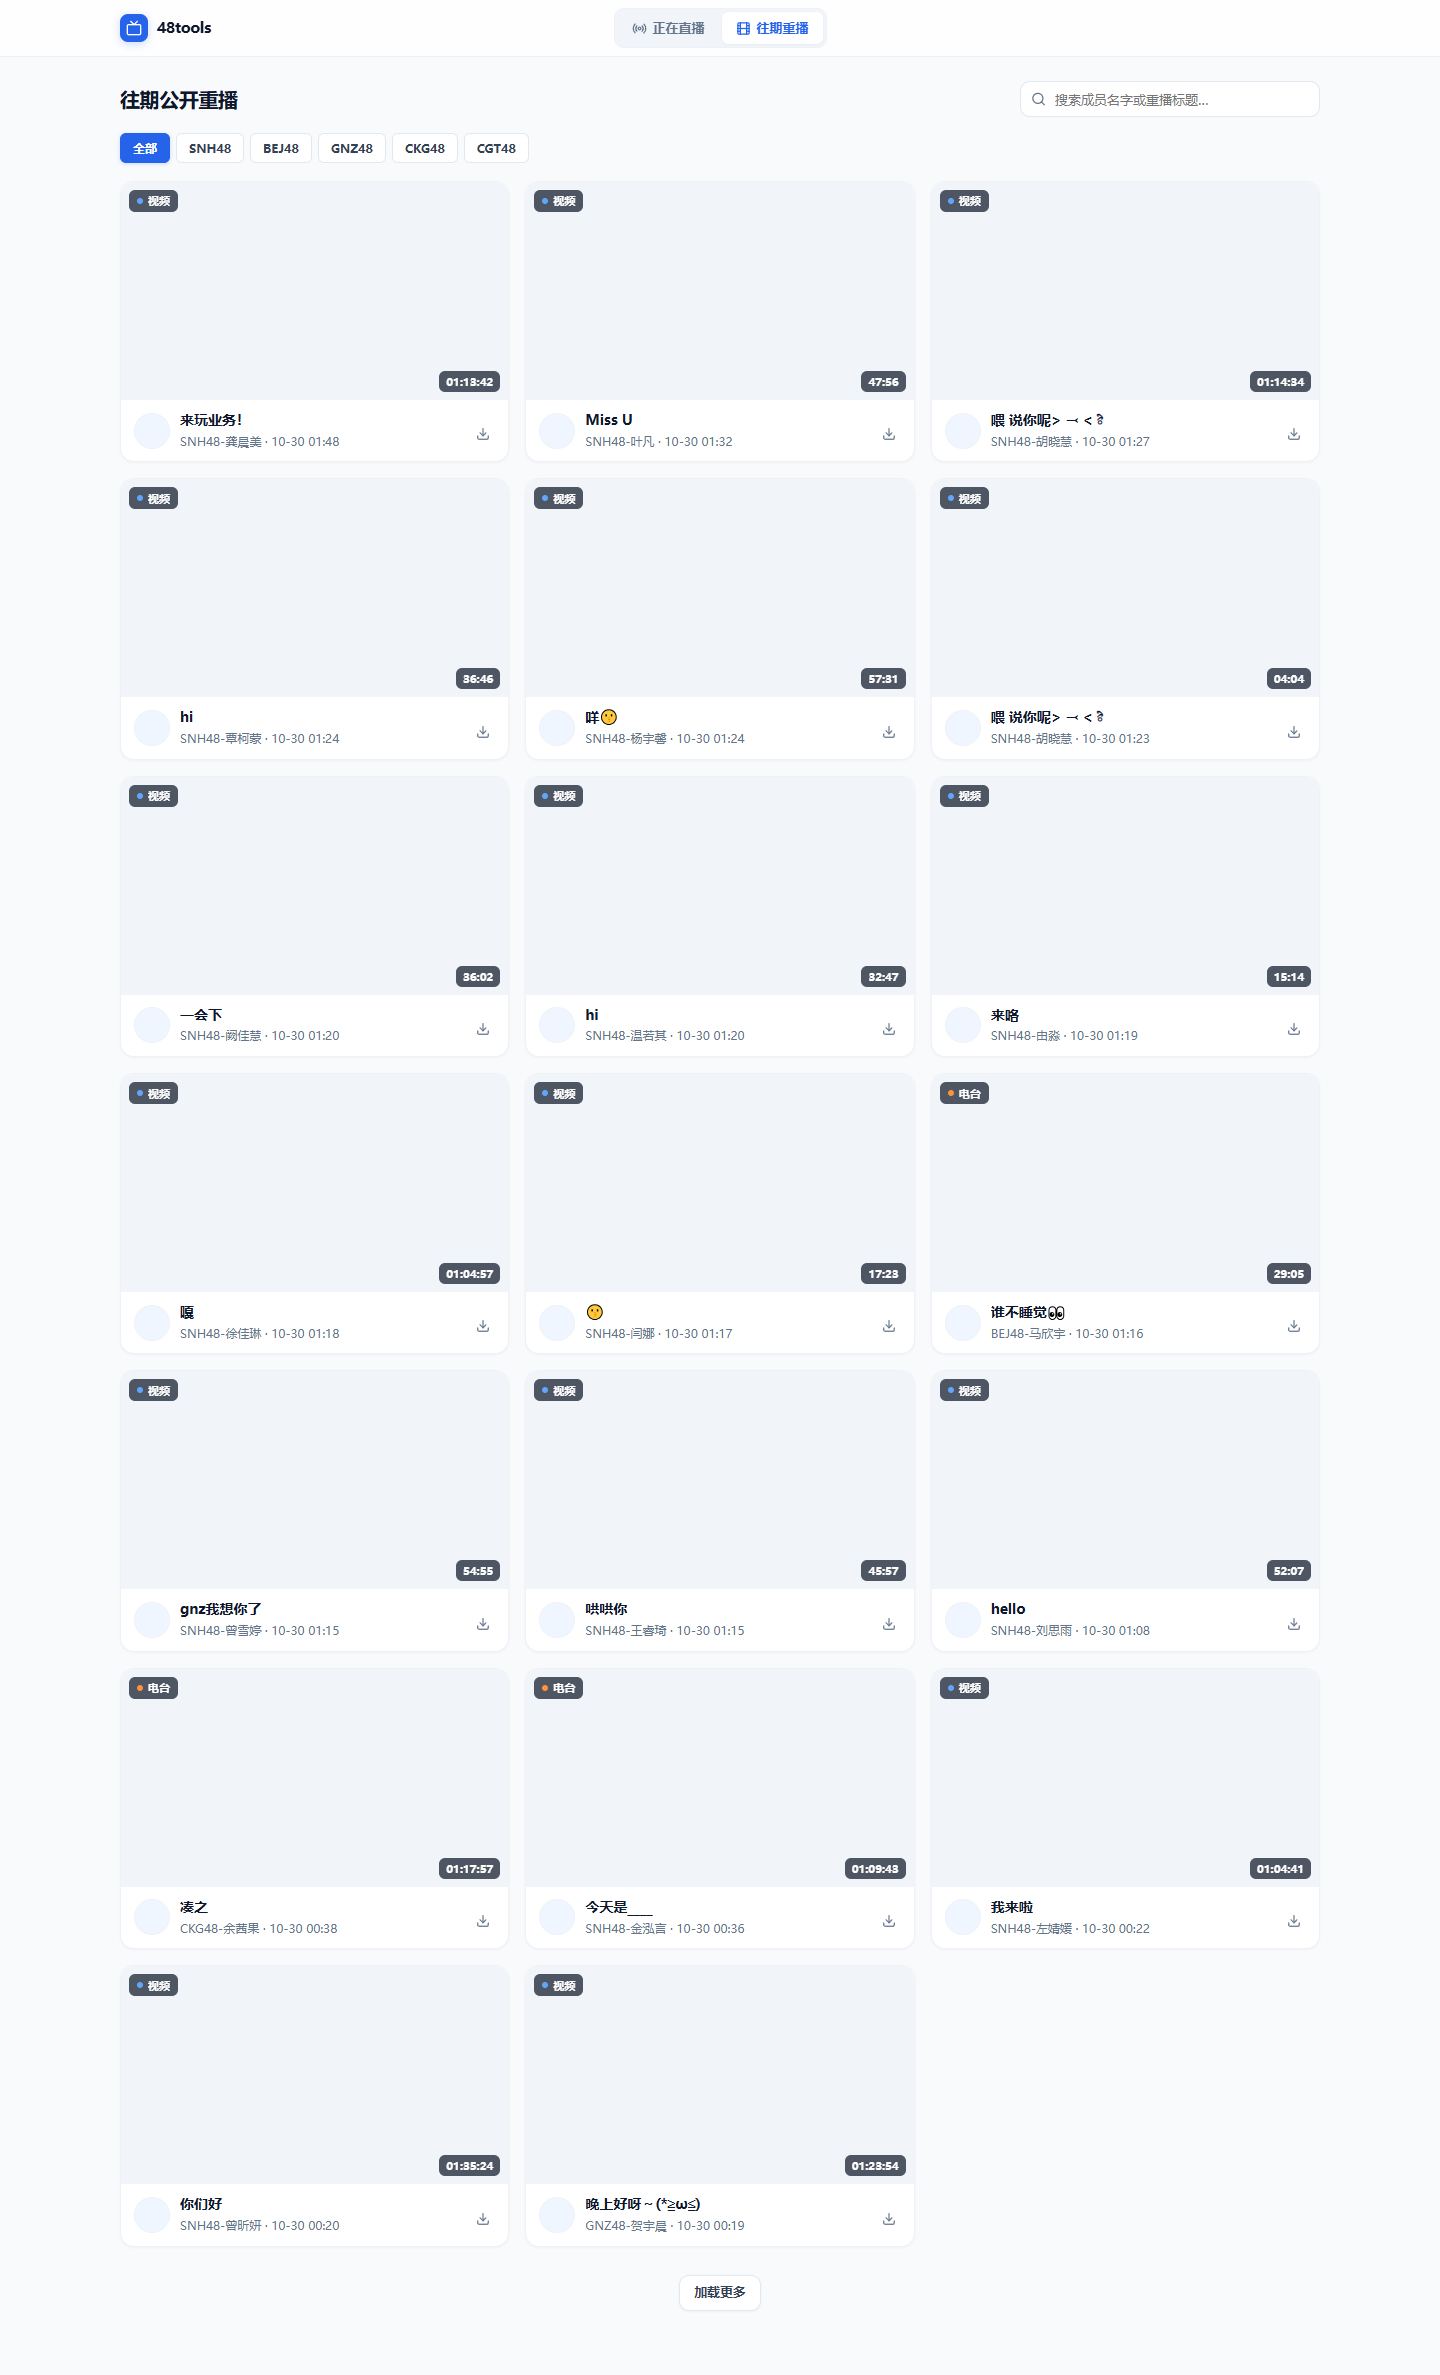 48tools
正在直播
往期重播
往期公开重播
搜索成员名字或重播标题...
全部
SNH48
BEJ48
GNZ48
CKG48
CGT48
视频
01:13:42
来玩业务！
SNH48-龚晨美 · 10-30 01:48
视频
47:56
Miss U
SNH48-叶凡 · 10-30 01:32
视频
01:14:34
喂 说你呢>
SNH48-胡晓慧 · 10-30 01:27
视频
36:46
hi
SNH48-覃柯蒙 · 10-30 01:24
视频
57:31
咩😶
SNH48-杨宇馨 · 10-30 01:24
视频
04:04
喂 说你呢>
SNH48-胡晓慧 · 10-30 01:23
视频
36:02
一会下
SNH48-阙佳慧 · 10-30 01:20
视频
32:47
hi
SNH48-温若其 · 10-30 01:20
视频
15:14
来咯
SNH48-由淼 · 10-30 01:19
视频
01:04:57
嘎
SNH48-徐佳琳 · 10-30 01:18
视频
17:23
😶
SNH48-闫娜 · 10-30 01:17
电台
29:05
谁不睡觉👀
BEJ48-马欣宇 · 10-30 01:16
视频
54:55
gnz我想你了
SNH48-曾雪婷 · 10-30 01:15
视频
45:57
哄哄你
SNH48-王睿琦 · 10-30 01:15
视频
52:07
hello
SNH48-刘思雨 · 10-30 01:08
电台
01:17:57
凑之
CKG48-余茜果 · 10-30 00:38
电台
01:09:43
今天是____
SNH48-金泓言 · 10-30 00:36
视频
01:04:41
我来啦
SNH48-左婧媛 · 10-30 00:22
视频
01:35:24
你们好
SNH48-曾昕妍 · 10-30 00:20
视频
01:23:54
晚上好呀～(*≧ω≦)
GNZ48-贺宇晨 · 10-30 00:19
加载更多